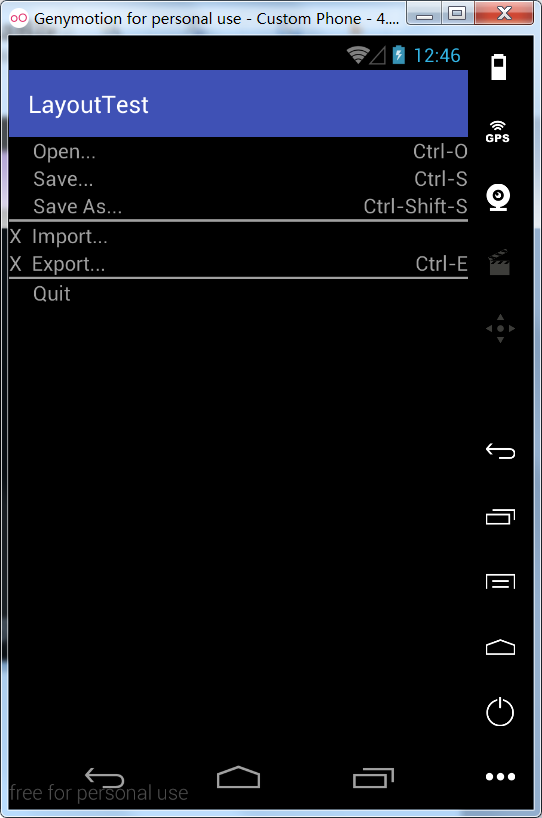 Genymotion for personal use - Custom Phone - 4....
12:46
GPS
LayoutTest
Open... Ctrl-O
Save... Ctrl-S
Save As... Ctrl-Shift-S
X Import...
X Export... Ctrl-E
Quit
free for personal use